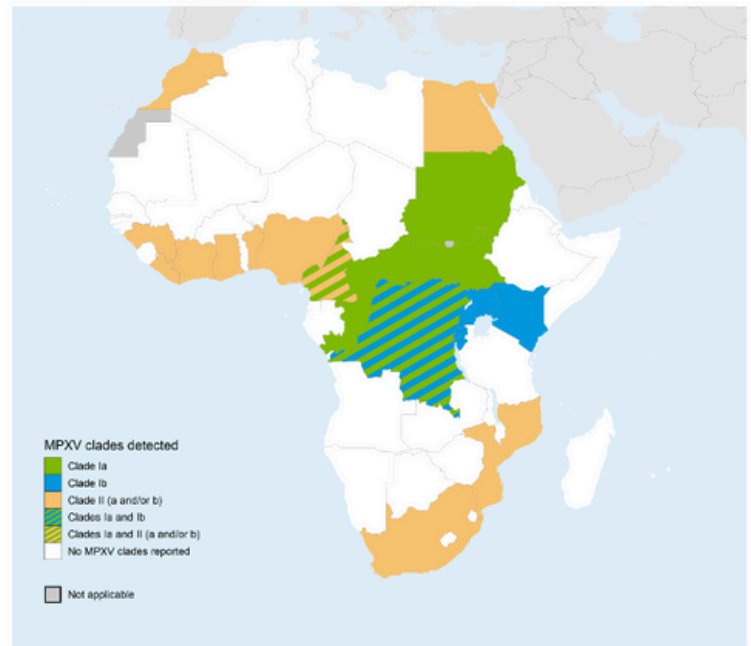 MPXV clades detected
Clade Ia
Clade Ib
Clade II (a and/or b)
Clades Ia and Ib
Clades Ia and II (a and/or b)
No MPXV clades reported
Not applicable